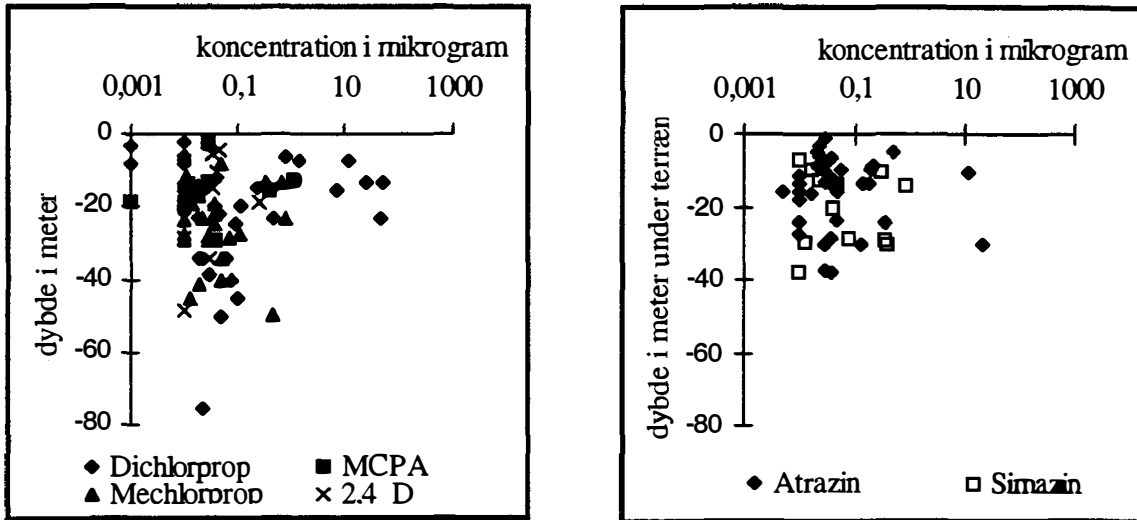 koncentration i mikrogram
0,001 0,1 10 1000
0
-20
-40
-60
-80
dybde i meter
Dichlorprop MCPA
Mechlorprop 2.4 D
koncentration i mikrogram
0,001 0,1 10 1000
0
-20
-40
-60
-80
dybde i meter under terræn
Atrazin Simazin